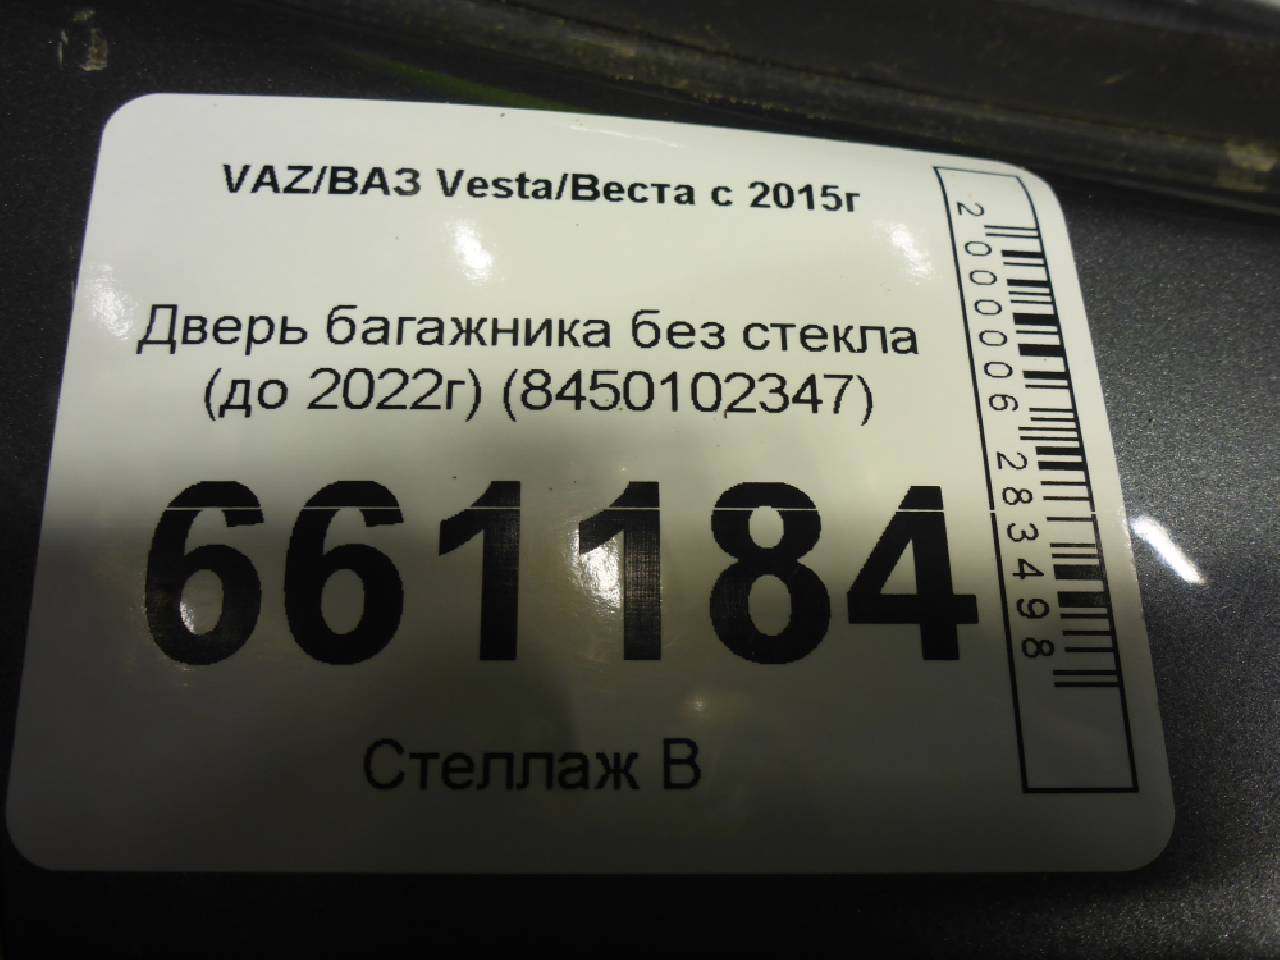 VAZ/ВАЗ Vesta/Веста с 2015г
Дверь багажника без стекла
(до 2022г) (8450102347)
661184
Стеллаж В
2000006283498